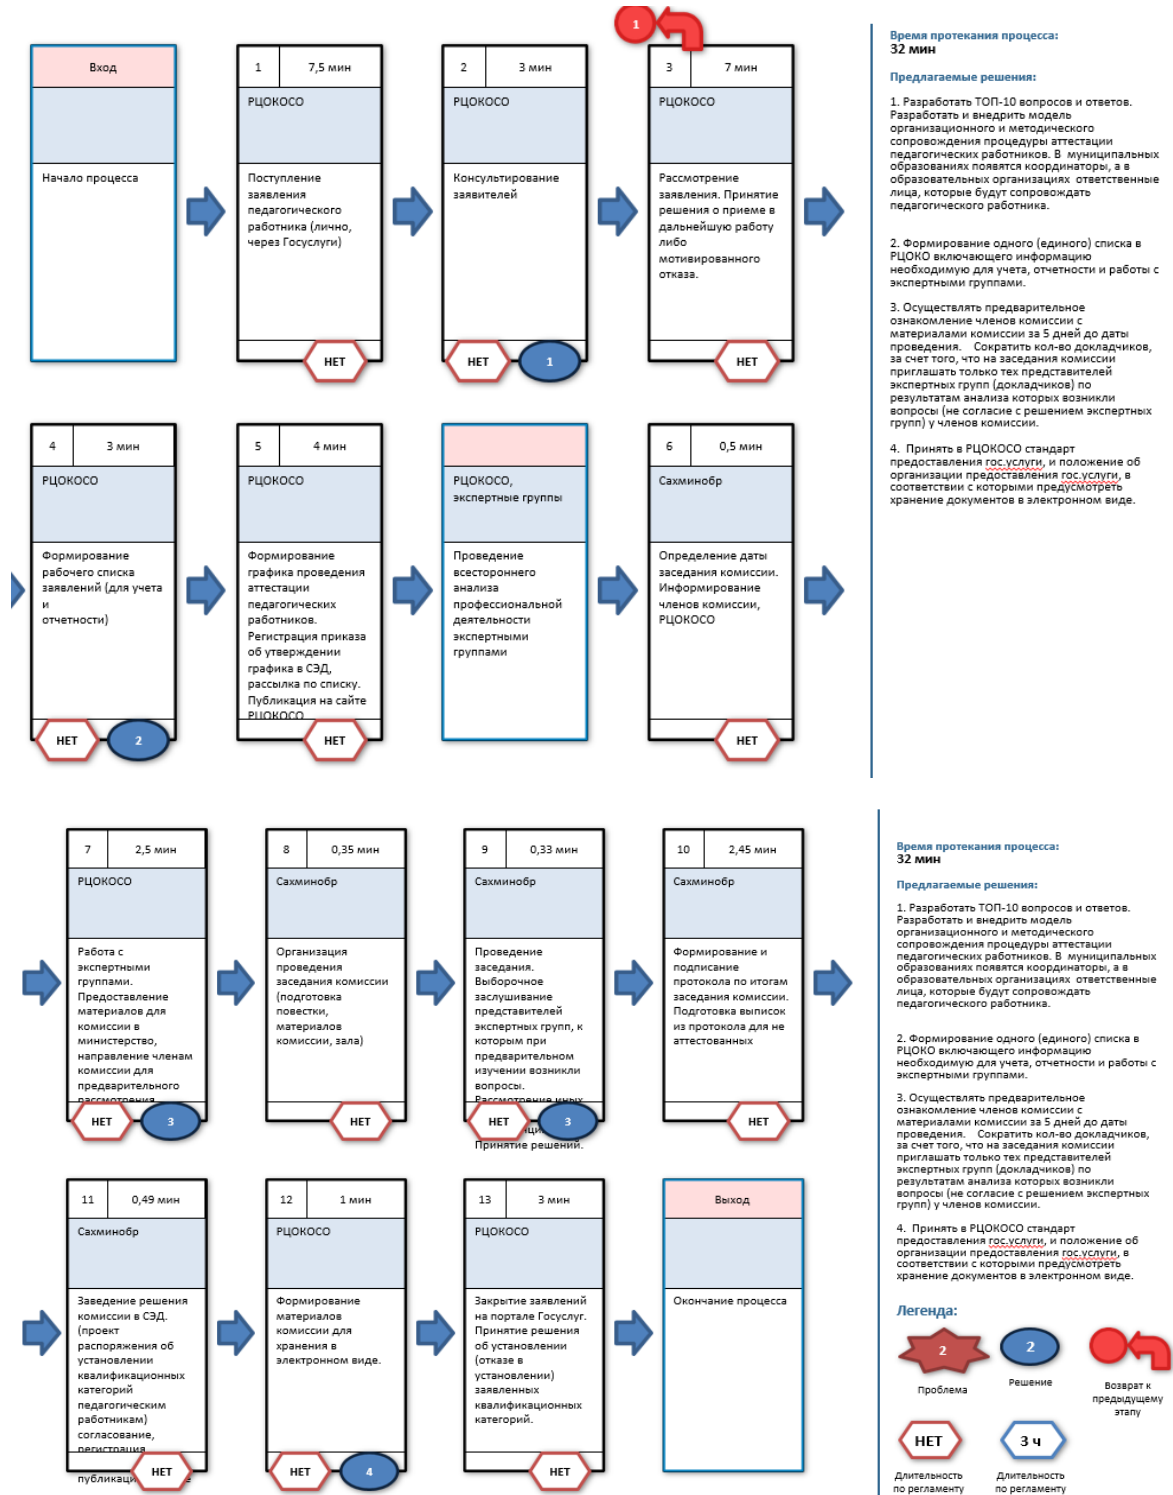 1
Вход
Начало процесса
1
7,5 мин
РЦОКОСО
Поступление
заявления
педагогического
работника (лично,
через Госуслуги)
НЕТ
2
3 мин
РЦОКОСО
Консультирование
заявителей
НЕТ
1
3
7 мин
РЦОКОСО
Рассмотрение
заявления. Принятие
решения о приеме в
дальнейшую работу
либо
мотивированного
отказа.
НЕТ
4
3 мин
РЦОКОСО
Формирование
рабочего списка
заявлений (для учета
и
отчетности)
НЕТ
2
5
4 мин
РЦОКОСО
Формирование
графика проведения
аттестации
педагогических
работников.
Регистрация приказа
об утверждении
графика в СЭД,
рассылка по списку.
Публикация на сайте
РЦОКОСО
НЕТ
РЦОКОСО,
экспертные группы
Проведение
всестороннего
анализа
профессиональной
деятельности
экспертными
группами
6
0,5 мин
Сахминобр
Определение даты
заседания комиссии.
Информирование
членов комиссии,
РЦОКОСО
НЕТ
Время протекания процесса:
32 мин
Предлагаемые решения:
1. Разработать ТОП-10 вопросов и ответов.
Разработать и внедрить модель
организационного и методического
сопровождения процедуры аттестации
педагогических работников. В  муниципальных
образованиях появятся координаторы, а в
образовательных организациях  ответственные
лица, которые будут сопровождать
педагогического работника.
2. Формирование одного (единого) списка в
РЦОКО включающего информацию
необходимую для учета, отчетности и работы с
экспертными группами.
3. Осуществлять предварительное
ознакомление членов комиссии с
материалами комиссии за 5 дней до даты
проведения.    Сократить кол-во докладчиков,
за счет того, что на заседания комиссии
приглашать только тех представителей
экспертных групп (докладчиков) по
результатам анализа которых возникли
вопросы (не согласие с решением экспертных
групп) у членов комиссии.
4.  Принять в РЦОКОСО стандарт
предоставления гос.услуги, и положение об
организации предоставления гос.услуги, в
соответствии с которыми предусмотреть
хранение документов в электронном виде.
7
2,5 мин
РЦОКОСО
Работа с
экспертными
группами.
Предоставление
материалов для
комиссии в
министерство,
направление членам
комиссии для
предварительного
рассмотрения
НЕТ
3
8
0,35 мин
Сахминобр
Организация
проведения
заседания комиссии
(подготовка
повестки,
материалов
комиссии, зала)
НЕТ
9
0,33 мин
Сахминобр
Проведение
заседания.
Выборочное
заслушивание
представителей
экспертных групп, к
которым при
предварительном
изучении возникли
вопросы.
Рассмотрение иных
Принятие решений.
НЕТ
3
10
2,45 мин
Сахминобр
Формирование и
подписание
протокола по итогам
заседания комиссии.
Подготовка выписок
из протокола для не
аттестованных
НЕТ
11
0,49 мин
Сахминобр
Заведение решения
комиссии в СЭД.
(проект
распоряжения об
установлении
квалификационных
категорий
педагогическим
работникам)
согласование,
регистрация
НЕТ
12
1 мин
РЦОКОСО
Формирование
материалов
комиссии для
хранения в
электронном виде.
НЕТ
4
13
3 мин
РЦОКОСО
Закрытие заявлений
на портале Госуслуг.
Принятие решения
об установлении
(отказе в
установлении)
заявленных
квалификационных
категорий.
НЕТ
Выход
Окончание процесса
Время протекания процесса:
32 мин
Предлагаемые решения:
1. Разработать ТОП-10 вопросов и ответов.
Разработать и внедрить модель
организационного и методического
сопровождения процедуры аттестации
педагогических работников. В  муниципальных
образованиях появятся координаторы, а в
образовательных организациях  ответственные
лица, которые будут сопровождать
педагогического работника.
2. Формирование одного (единого) списка в
РЦОКО включающего информацию
необходимую для учета, отчетности и работы с
экспертными группами.
3. Осуществлять предварительное
ознакомление членов комиссии с
материалами комиссии за 5 дней до даты
проведения.    Сократить кол-во докладчиков,
за счет того, что на заседания комиссии
приглашать только тех представителей
экспертных групп (докладчиков) по
результатам анализа которых возникли
вопросы (не согласие с решением экспертных
групп) у членов комиссии.
4.  Принять в РЦОКОСО стандарт
предоставления гос.услуги, и положение об
организации предоставления гос.услуги, в
соответствии с которыми предусмотреть
хранение документов в электронном виде.
Легенда:
2
Проблема
2
Решение
Возврат к
предыдущему
этапу
НЕТ
Длительность
по регламенту
3 ч
Длительность
по регламенту